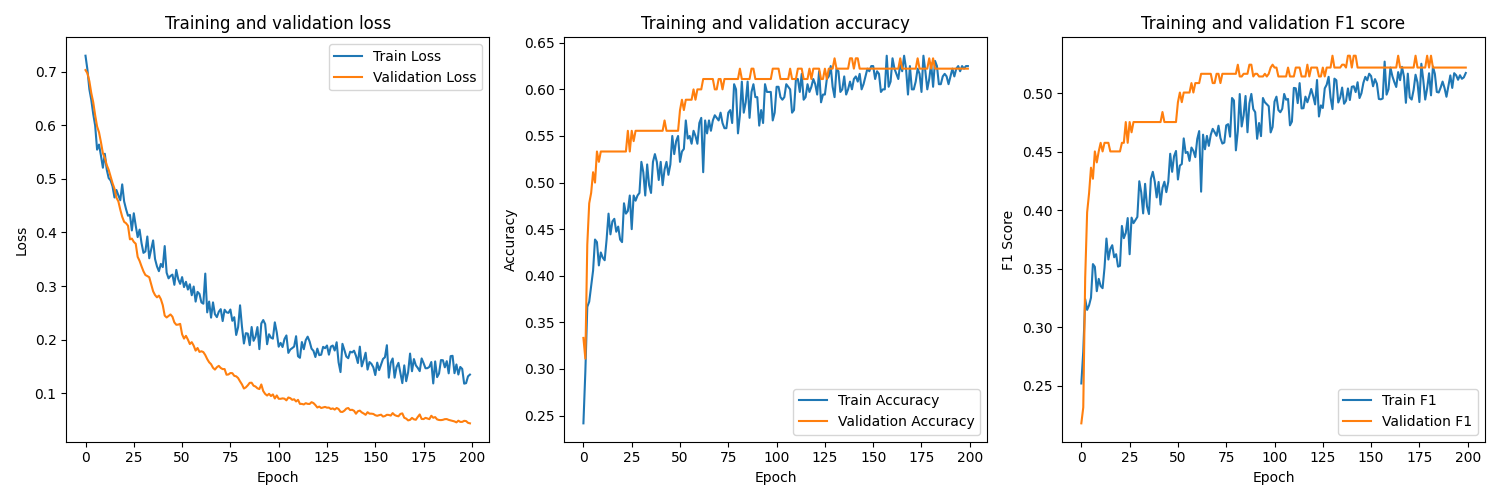 Training and validation loss
Train Loss
Validation Loss
Loss
0.7
0.6
0.5
0.4
0.3
0.2
0.1
0 25 50 75 100 125 150 175 200
Epoch
Training and validation accuracy
Accuracy
0.65
0.60
0.55
0.50
0.45
0.40
0.35
0.30
0.25
Train Accuracy
Validation Accuracy
0 25 50 75 100 125 150 175 200
Epoch
Training and validation F1 score
F1 Score
0.50
0.45
0.40
0.35
0.30
0.25
Train F1
Validation F1
0 25 50 75 100 125 150 175 200
Epoch